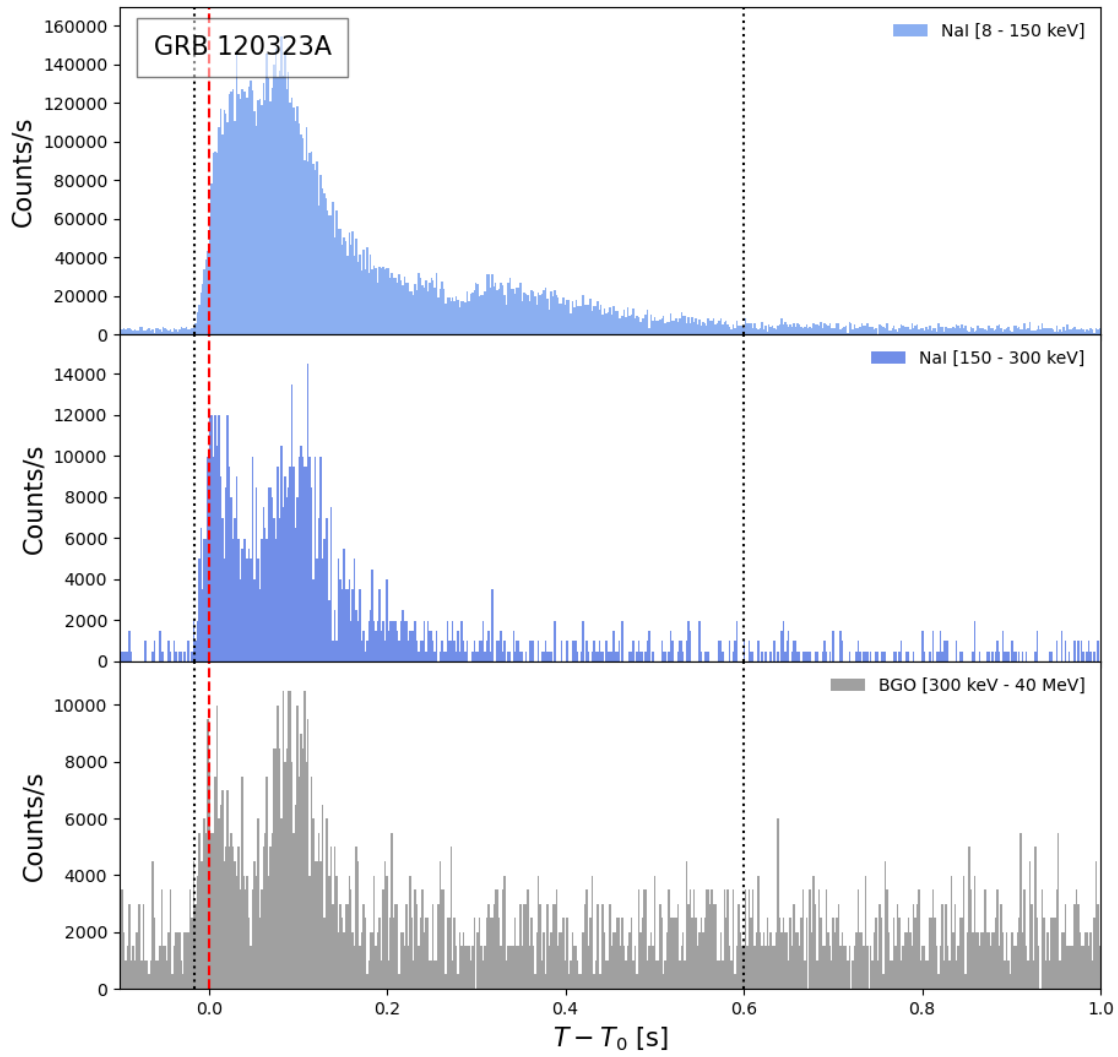 GRB 120323A
NaI [8 - 150 keV]
160000
140000
120000
100000
80000
60000
40000
20000
0
Counts/s
NaI [150 - 300 keV]
14000
12000
10000
8000
6000
4000
2000
0
Counts/s
BGO [300 keV - 40 MeV]
10000
8000
6000
4000
2000
0
Counts/s
0.0 0.2 0.4 0.6 0.8 1.0
T − T₀ [s]